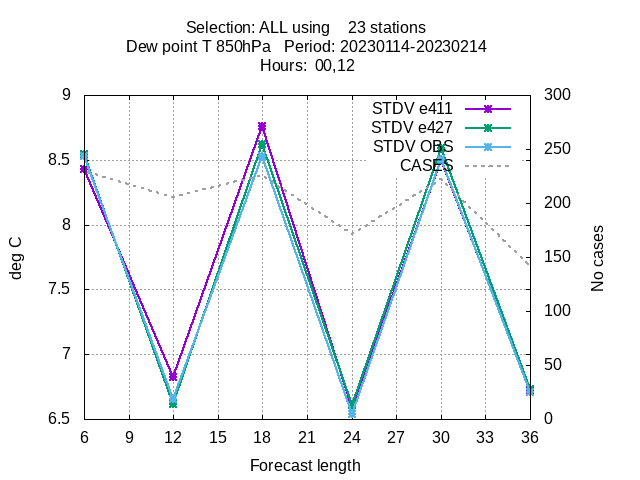 Selection: ALL using 23 stations
Dew point T 850hPa Period: 20230114-20230214
Hours: 00,12
9
8.5
8
7.5
7
6.5
deg C
300
250
200
150
100
50
0
No cases
STDV e411
STDV e427
STDV OBS
CASES
6 9 12 15 18 21 24 27 30 33 36
Forecast length